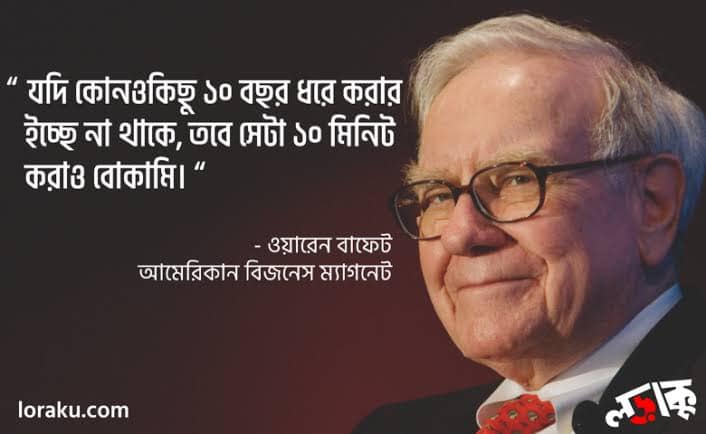 “ যদি কোনওকিছু ১০ বছর ধরে করার
ইচ্ছে না থাকে, তবে সেটা ১০ মিনিট
করাও বোকামি। “
- ওয়ারেন বাফেট
আমেরিকান বিজনেস ম্যাগনেট
loraku.com
লড়াকু